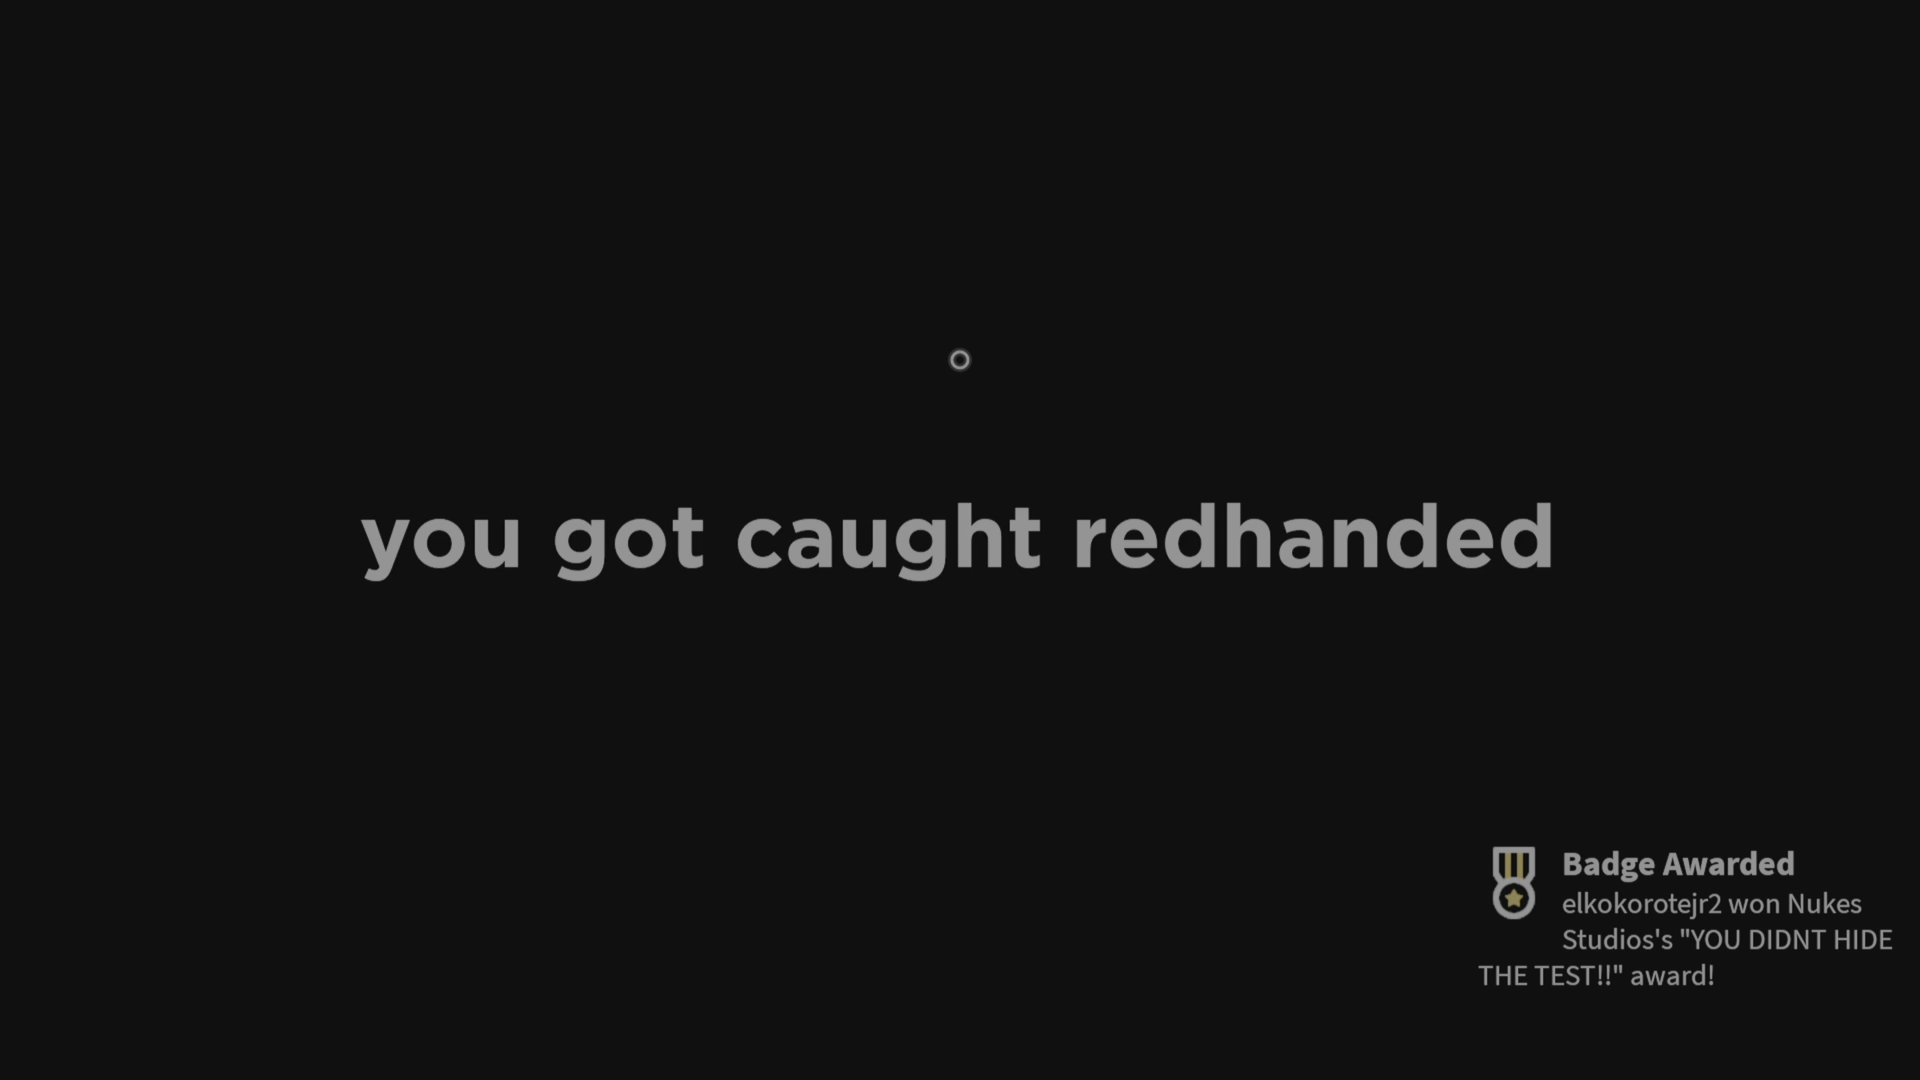 you got caught redhanded
Badge Awarded
elkokorotejr2 won Nukes
Studios's "YOU DIDNT HIDE
THE TEST!!" award!